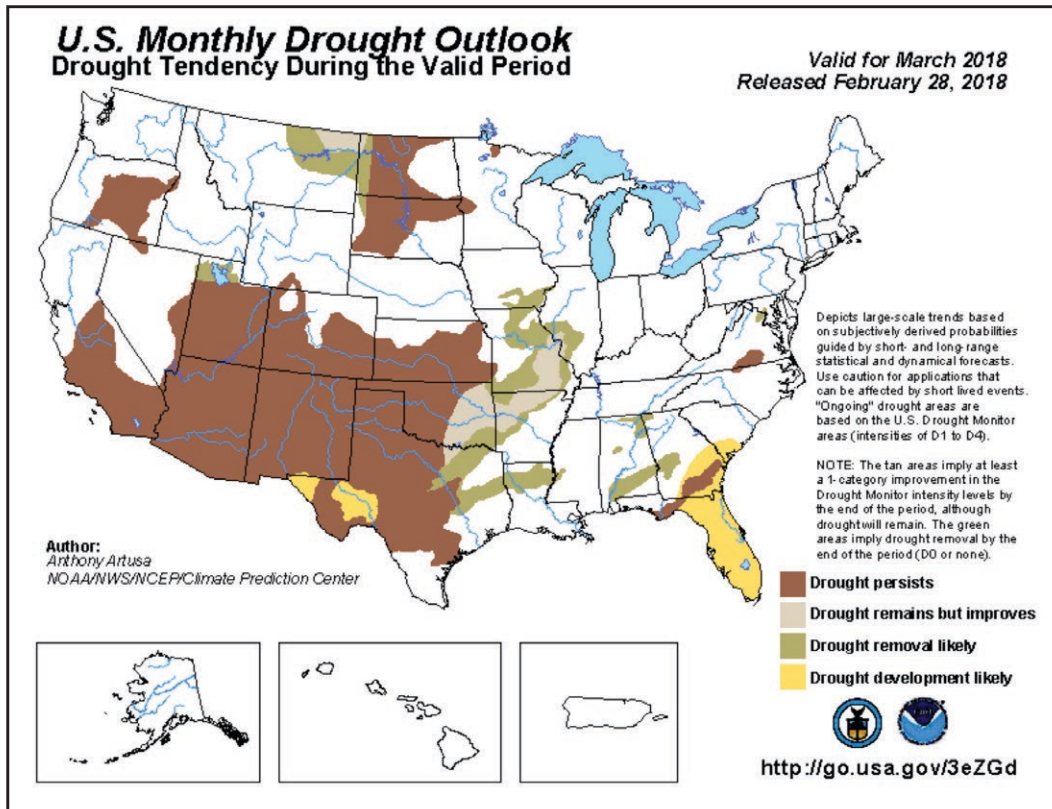 U.S. Monthly Drought Outlook
Drought Tendency During the Valid Period
Valid for March 2018
Released February 28, 2018
Depicts large-scale trends based
on subjectively derived probabilities
guided by short- and long-range
statistical and dynamical forecasts.
Use caution for applications that
can be affected by short lived events.
"Ongoing" drought areas are
based on the U.S. Drought Monitor
areas (intensities of D1 to D4).
NOTE: The tan areas imply at least
a 1-category improvement in
the Drought Monitor intensity levels by
the end of the period, although
drought will remain. The green
areas imply drought removal by the
end of the period (D0 or none).
Author:
Anthony Artusa
NOAA/NWS/NCEP/Climate Prediction Center
Drought persists
Drought remains but improves
Drought removal likely
Drought development likely
http://go.usa.gov/3eZGd